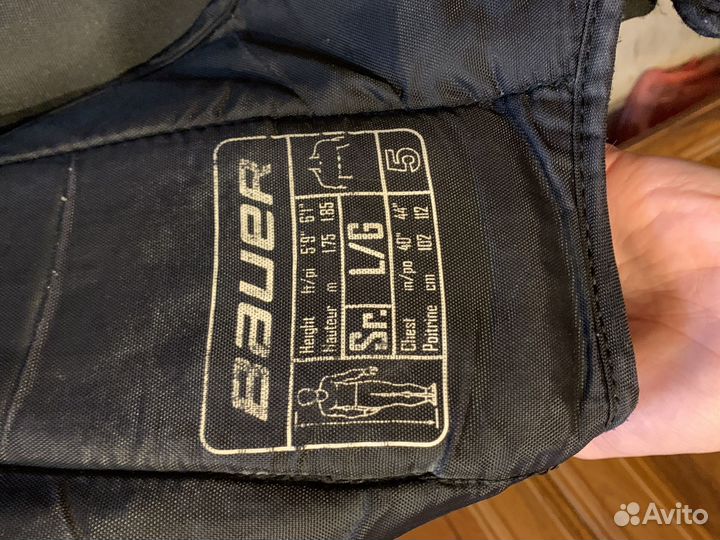 BAUER
Height ft/pi 5'9" 6'1"
Hauteur m 1.75 1.85
Sr. L/G
Chest in/po 40" 44"
Poitrine cm 102 112
5
Avito